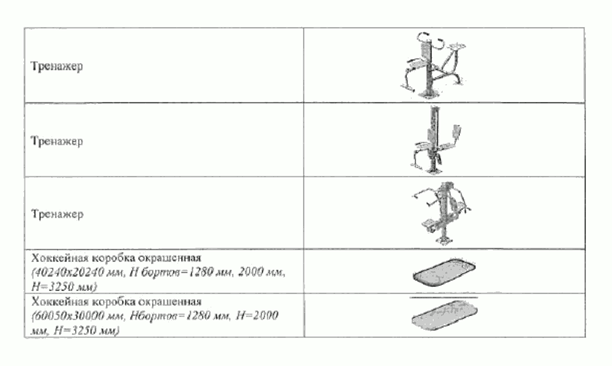 Тренажер
Тренажер
Тренажер
Хоккейная коробка окрашенная
(40240х20240 мм, Н бортов=1280 мм, 2000 мм,
Н=3250 мм)
Хоккейная коробка окрашенная
(60050х30000 мм, Нбортов=1280 мм, Н=2000
мм, Н=3250 мм)